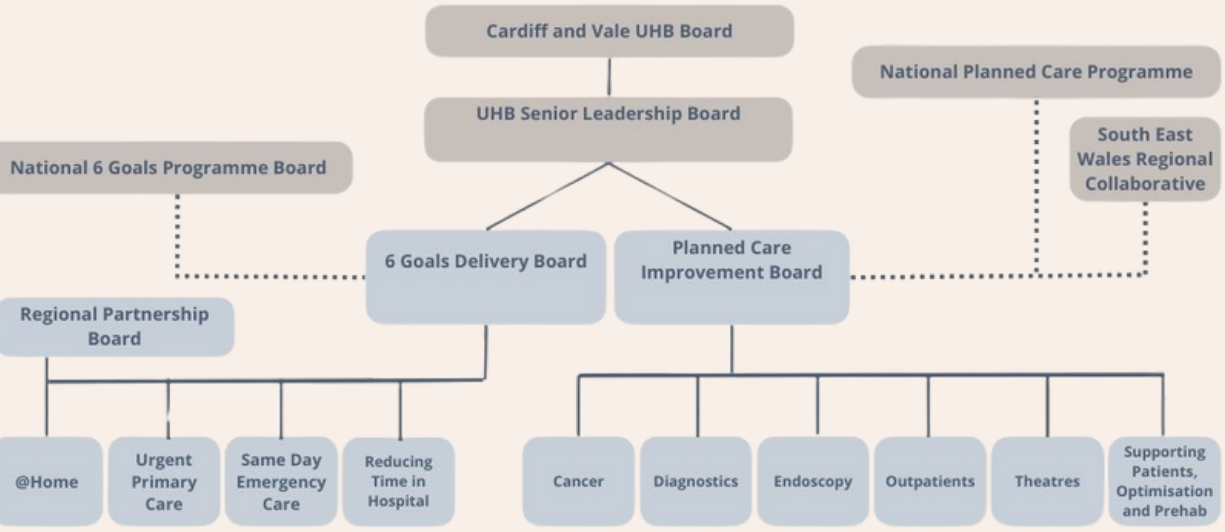 Cardiff and Vale UHB Board
National Planned Care Programme
UHB Senior Leadership Board
South East
Wales Regional
Collaborative
National 6 Goals Programme Board
6 Goals Delivery Board
Planned Care
Improvement Board
Regional Partnership
Board
@Home
Urgent
Primary
Care
Same Day
Emergency
Care
Reducing
Time in
Hospital
Cancer
Diagnostics
Endoscopy
Outpatients
Theatres
Supporting
Patients,
Optimisation
and Prehab